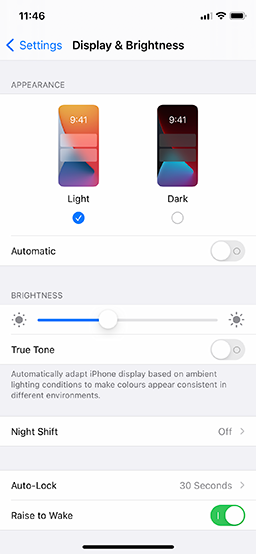 11:46
Settings Display & Brightness
APPEARANCE
9:41 9:41
Light Dark
Automatic
BRIGHTNESS
True Tone
Automatically adapt iPhone display based on ambient
lighting conditions to make colours appear consistent in
different environments.
Night Shift Off
Auto-Lock 30 Seconds
Raise to Wake